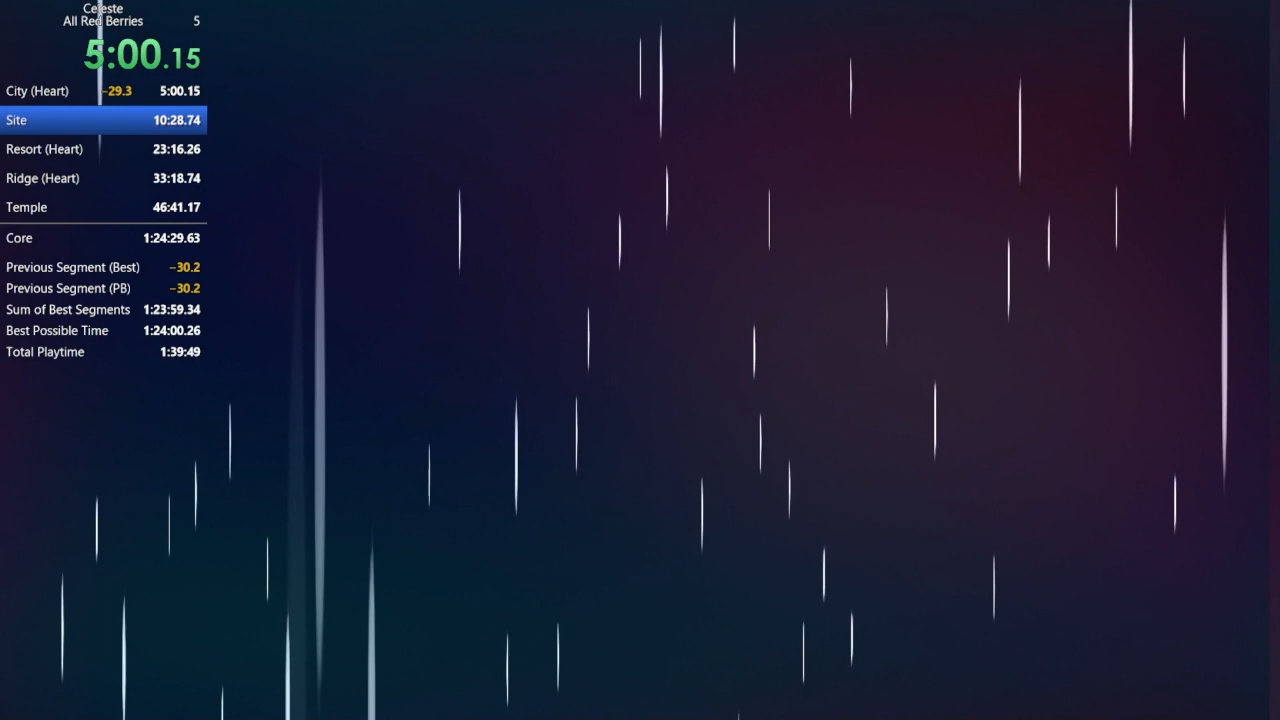 Celeste
All Red Berries 5
5:00.15
City (Heart) −29.3 5:00.15
Site 10:28.74
Resort (Heart) 23:16.26
Ridge (Heart) 33:18.74
Temple 46:41.17
Core 1:24:29.63
Previous Segment (Best) −30.2
Previous Segment (PB) −30.2
Sum of Best Segments 1:23:59.34
Best Possible Time 1:24:00.26
Total Playtime 1:39:49